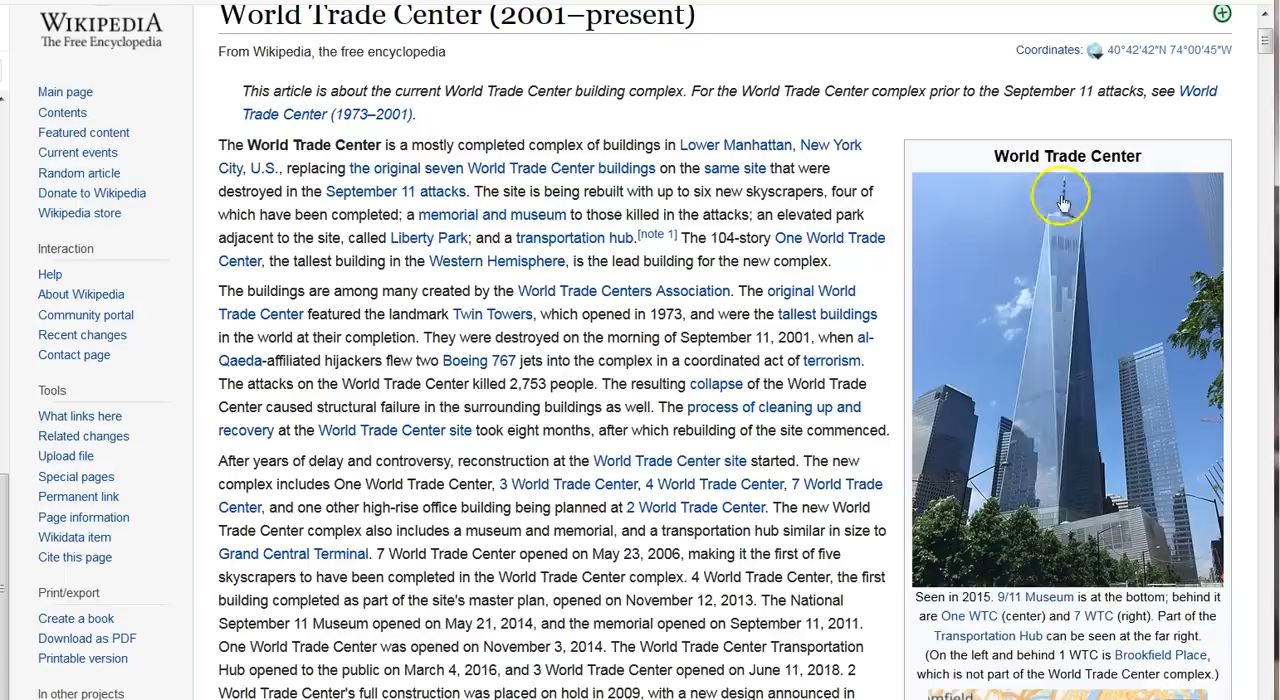 WIKIPEDIA
The Free Encyclopedia
Main page
Contents
Featured content
Current events
Random article
Donate to Wikipedia
Wikipedia store
Interaction
Help
About Wikipedia
Community portal
Recent changes
Contact page
Tools
What links here
Related changes
Upload file
Special pages
Permanent link
Page information
Wikidata item
Cite this page
Print/export
Create a book
Download as PDF
Printable version
In other projects
World Trade Center (2001–present)
From Wikipedia, the free encyclopedia
Coordinates: 40°42′42″N 74°00′45″W
This article is about the current World Trade Center building complex. For the World Trade Center complex prior to the September 11 attacks, see World
Trade Center (1973–2001).
The World Trade Center is a mostly completed complex of buildings in Lower Manhattan, New York
City, U.S., replacing the original seven World Trade Center buildings on the same site that were
destroyed in the September 11 attacks. The site is being rebuilt with up to six new skyscrapers, four of
which have been completed; a memorial and museum to those killed in the attacks; an elevated park
adjacent to the site, called Liberty Park; and a transportation hub.[note 1] The 104-story One World Trade
Center, the tallest building in the Western Hemisphere, is the lead building for the new complex.
The buildings are among many created by the World Trade Centers Association. The original World
Trade Center featured the landmark Twin Towers, which opened in 1973, and were the tallest buildings
in the world at their completion. They were destroyed on the morning of September 11, 2001, when al-
Qaeda-affiliated hijackers flew two Boeing 767 jets into the complex in a coordinated act of terrorism.
The attacks on the World Trade Center killed 2,753 people. The resulting collapse of the World Trade
Center caused structural failure in the surrounding buildings as well. The process of cleaning up and
recovery at the World Trade Center site took eight months, after which rebuilding of the site commenced.
After years of delay and controversy, reconstruction at the World Trade Center site started. The new
complex includes One World Trade Center, 3 World Trade Center, 4 World Trade Center, 7 World Trade
Center, and one other high-rise office building being planned at 2 World Trade Center. The new World
Trade Center complex also includes a museum and memorial, and a transportation hub similar in size to
Grand Central Terminal. 7 World Trade Center opened on May 23, 2006, making it the first of five
skyscrapers to have been completed in the World Trade Center complex. 4 World Trade Center, the first
building completed as part of the site's master plan, opened on November 12, 2013. The National
September 11 Museum opened on May 21, 2014, and the memorial opened on September 11, 2011.
One World Trade Center was opened on November 3, 2014. The World Trade Center Transportation
Hub opened to the public on March 4, 2016, and 3 World Trade Center opened on June 11, 2018. 2
World Trade Center's full construction was placed on hold in 2009, with a new design announced in
World Trade Center
Seen in 2015. 9/11 Museum is at the bottom; behind it
are One WTC (center) and 7 WTC (right). Part of the
Transportation Hub can be seen at the far right.
(On the left and behind 1 WTC is Brookfield Place,
which is not part of the World Trade Center complex.)